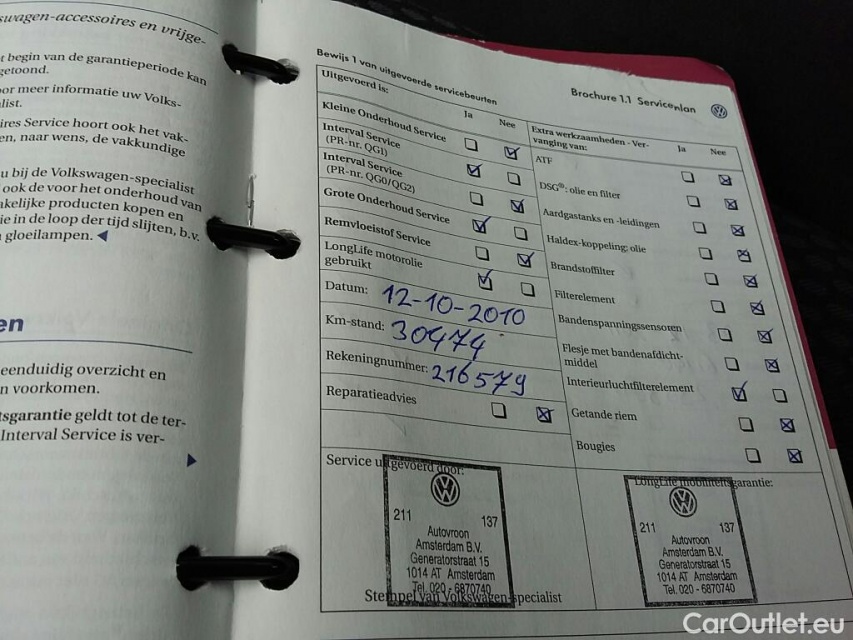 swagen-accessoires en vrijge-
t begin van de garantieperiode kan
getoond.
or meer informatie uw Volks-
list.
ires Service hoort ook het vak-
en, naar wens, de vakkundige
u bij de Volkswagen-specialist
ook de voor het onderhoud van
akelijke producten kopen en
ie in de loop der tijd slijten, b.v.
gloeilampen.
en
eenduidig overzicht en
n voorkomen.
tsgarantie geldt tot de ter-
Interval Service is ver-
Bewijs 1 van uitgevoerde servicebeurten
Brochure 1.1 Serviceplan
Uitgevoerd is:
Ja Nee
Kleine Onderhoud Service
Interval Service
(PR-nr. QG1)
Interval Service
(PR-nr. QG0/QG2)
Grote Onderhoud Service
Remvloeistof Service
LongLife motorolie
gebruikt
Datum: 12-10-2010
Km-stand: 30474
Rekeningnummer: 216579
Reparatieadvies
Extra werkzaamheden - Ver-
vanging van:
Ja Nee
ATF
DSG®: olie en filter
Aardgastanks en -leidingen
Haldex-koppeling: olie
Brandstoffilter
Filterelement
Bandenspanningssensoren
Flesje met bandenafdicht-
middel
Interieurluchtfilterelement
Getande riem
Bougies
Service uitgevoerd door:
211 137
Autovroon
Amsterdam B.V.
Generatorstraat 15
1014 AT Amsterdam
Tel. 020 - 6870740
Stempel van Volkswagen-specialist
LongLife mobiliteitsgarantie:
211 137
Autovroon
Amsterdam B.V.
Generatorstraat 15
1014 AT Amsterdam
Tel. 020 - 6870740
CarOutlet.eu